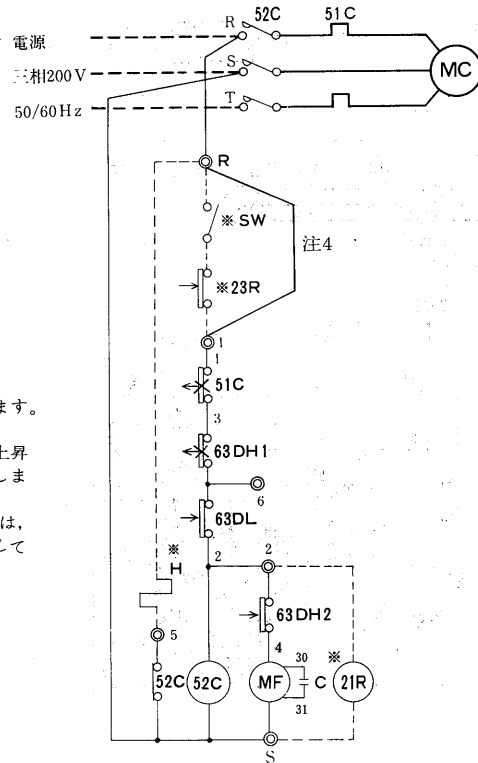 52C
51C
R
電源
S
三相200V
MC
T
50/60Hz
R
※SW
注4
※23R
1
1
51C
ます。
3
63DH1
上昇
しま
6
は,
63DL
して
※
2
2
H
63DH2
5
4
30
※
52C
52C
MF
C
21R
31
S